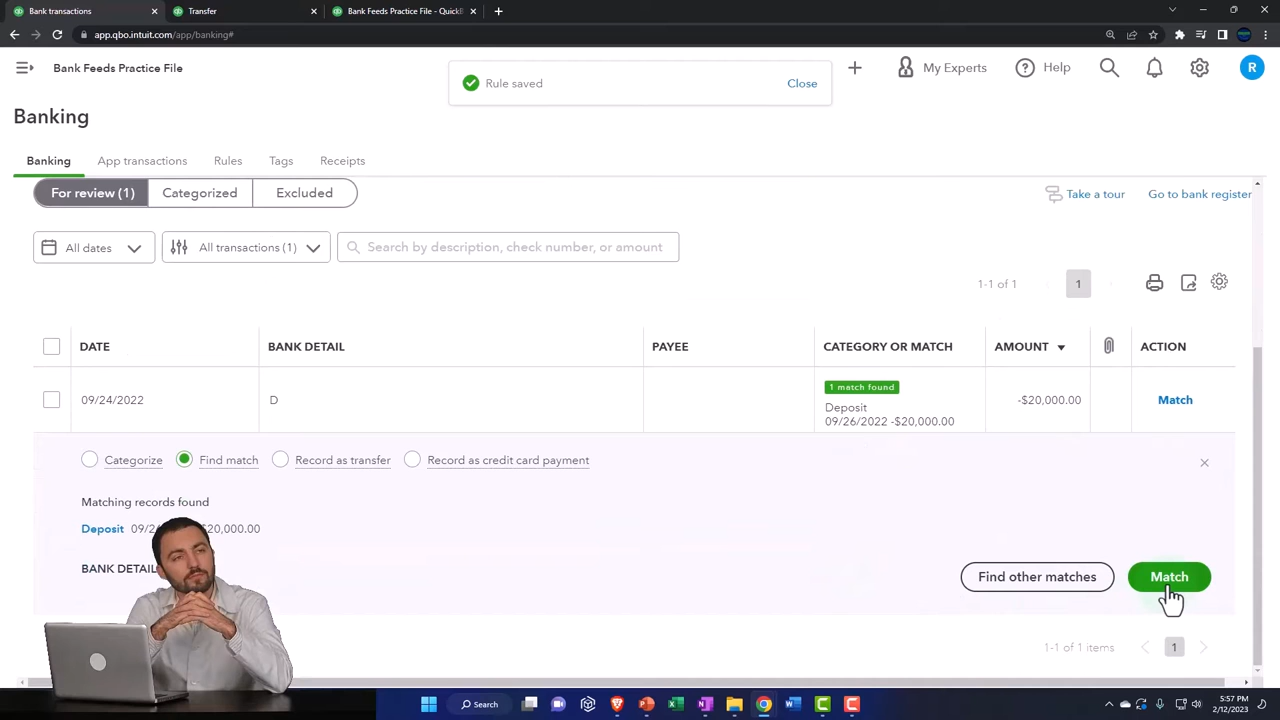 Bank transactions
Transfer
Bank Feeds Practice File – QuickB
app.qbo.intuit.com/app/banking#
Bank Feeds Practice File
Rule saved
Close
My Experts
Help
R
Banking
Banking
App transactions
Rules
Tags
Receipts
For review (1)
Categorized
Excluded
Take a tour
Go to bank register
All dates
All transactions (1)
Search by description, check number, or amount
1-1 of 1
1
DATE
BANK DETAIL
PAYEE
CATEGORY OR MATCH
AMOUNT
ACTION
09/24/2022
D
1 match found
Deposit
09/26/2022 -$20,000.00
-$20,000.00
Match
Categorize
Find match
Record as transfer
Record as credit card payment
Matching records found
Deposit 09/26 $20,000.00
BANK DETAIL
Find other matches
Match
1-1 of 1 items
1
Search
5:57 PM
2/12/2023